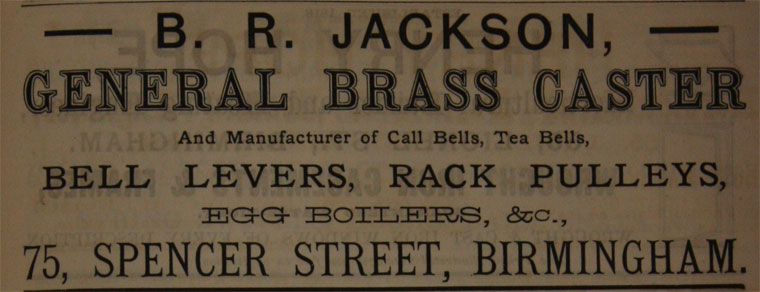 — B. R. JACKSON, —
GENERAL BRASS CASTER
And Manufacturer of Call Bells, Tea Bells,
BELL LEVERS, RACK PULLEYS,
EGG BOILERS, &c.,
75, SPENCER STREET, BIRMINGHAM.